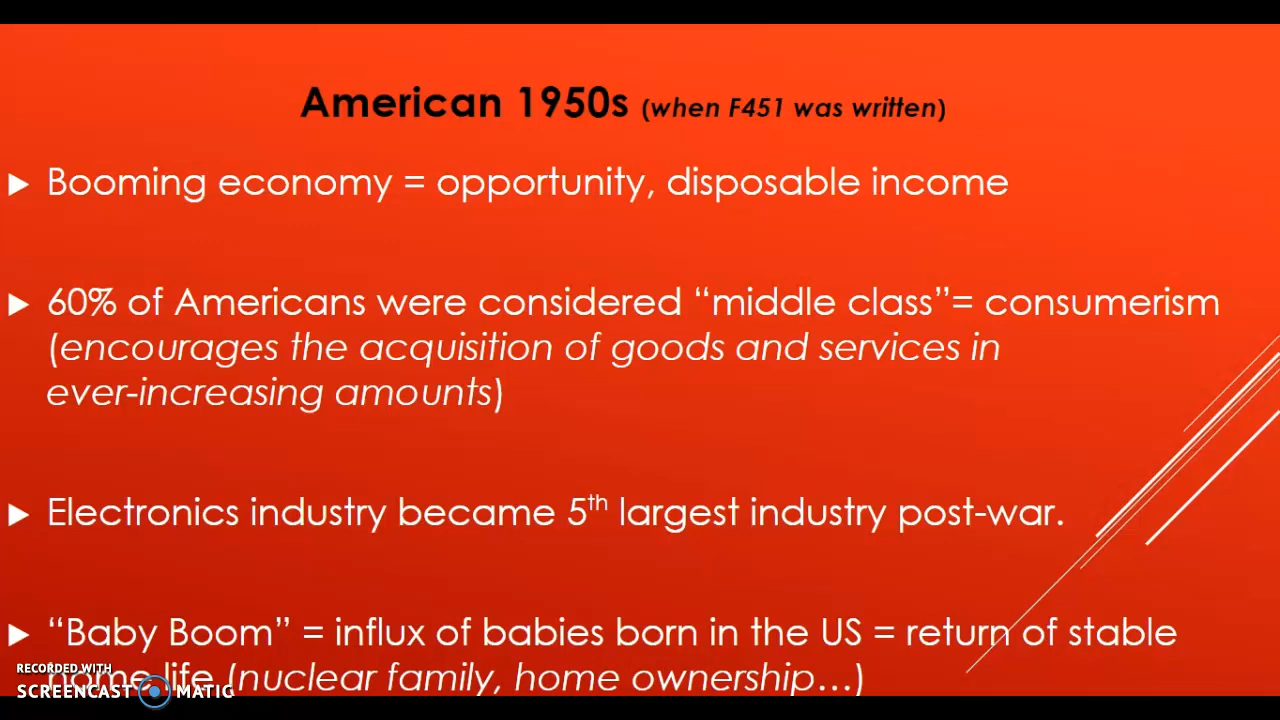 American 1950s (when F451 was written)
Booming economy = opportunity, disposable income
60% of Americans were considered “middle class”= consumerism
(encourages the acquisition of goods and services in
ever-increasing amounts)
Electronics industry became 5th largest industry post-war.
“Baby Boom” = influx of babies born in the US = return of stable
home life (nuclear family, home ownership…)
RECORDED WITH
SCREENCAST MATIC